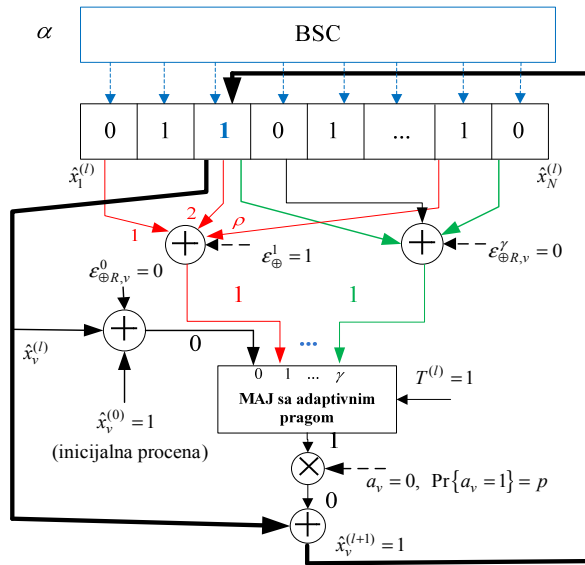 α BSC
0 1 1 0 1 ... 1 0
x̂₁⁽ˡ⁾ x̂_N⁽ˡ⁾
1 2 ρ
+ ε_⊕¹ = 1 + ε_{⊕R,v}^γ = 0
ε_{⊕R,v}⁰ = 0
1 1
+ 0 ...
x̂_v⁽ˡ⁾
0 1 ... γ
x̂_v⁽⁰⁾ = 1
(inicijalna procena)
MAJ sa adaptivnim
pragom
T⁽ˡ⁾ = 1
1
×
a_v = 0, Pr{a_v = 1} = p
0
+
x̂_v⁽ˡ⁺¹⁾ = 1